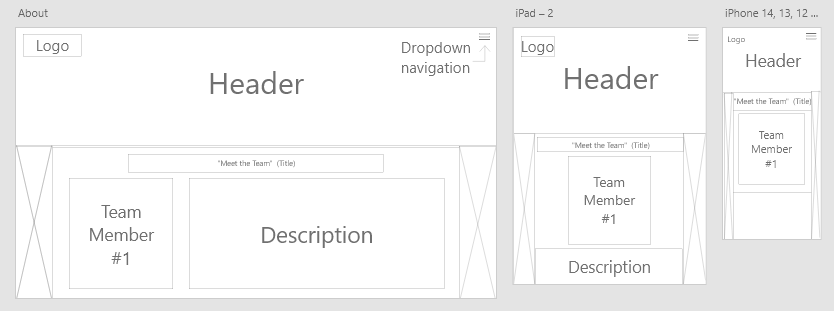 About
Logo
Dropdown
navigation
Header
"Meet the Team" (Title)
Team
Member
#1
Description
iPad – 2
Logo
Header
"Meet the Team" (Title)
Team
Member
#1
Description
iPhone 14, 13, 12 ...
Logo
Header
"Meet the Team" (Title)
Team
Member
#1